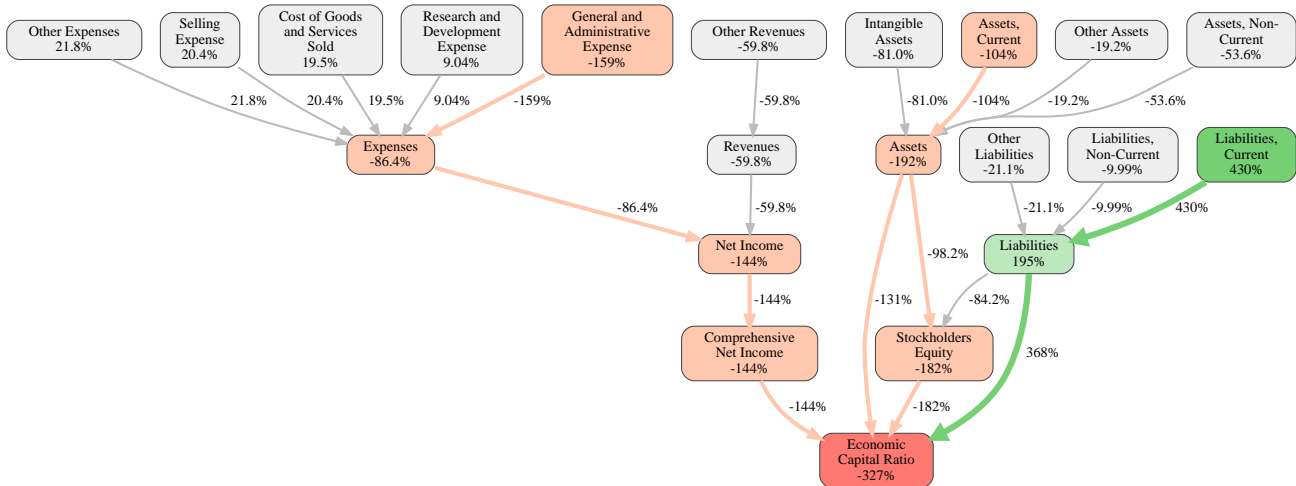 Other Expenses
21.8%
Selling
Expense
20.4%
Cost of Goods
and Services
Sold
19.5%
Research and
Development
Expense
9.04%
General and
Administrative
Expense
-159%
Other Revenues
-59.8%
Intangible
Assets
-81.0%
Assets,
Current
-104%
Other Assets
-19.2%
Assets, Non-
Current
-53.6%
21.8%
20.4%
19.5%
9.04%
-159%
-59.8%
-81.0%
-104%
-19.2%
-53.6%
Expenses
-86.4%
Revenues
-59.8%
Assets
-192%
Other
Liabilities
-21.1%
Liabilities,
Non-Current
-9.99%
Liabilities,
Current
430%
-86.4%
-59.8%
-21.1%
-9.99%
430%
Net Income
-144%
-98.2%
Liabilities
195%
-144%
-131%
-84.2%
Comprehensive
Net Income
-144%
Stockholders
Equity
-182%
368%
-144%
-182%
Economic
Capital Ratio
-327%